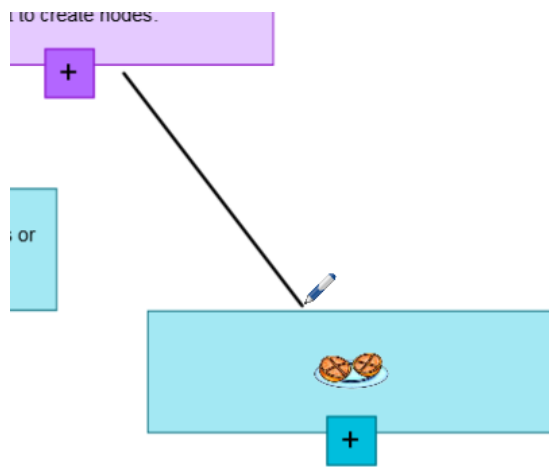 t to create nodes.
+
s or
+